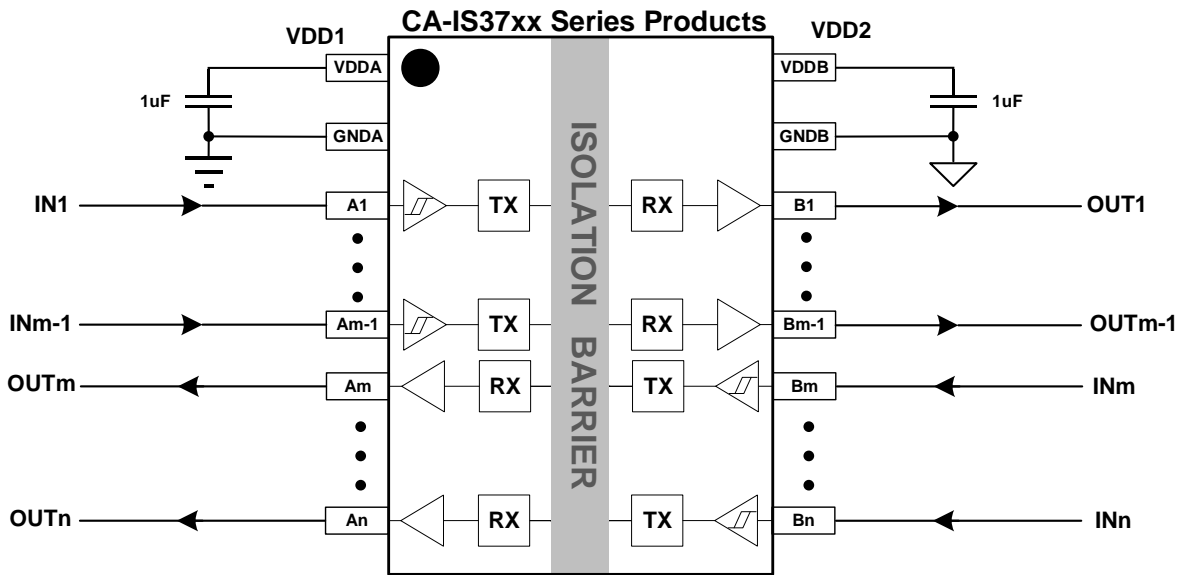 CA-IS37xx Series Products
VDD1
VDD2
VDDA
VDDB
1uF
1uF
GNDA
GNDB
ISOLATION BARRIER
IN1
A1
TX
RX
B1
OUT1
INm-1
Am-1
TX
RX
Bm-1
OUTm-1
OUTm
Am
RX
TX
Bm
INm
OUTn
An
RX
TX
Bn
INn